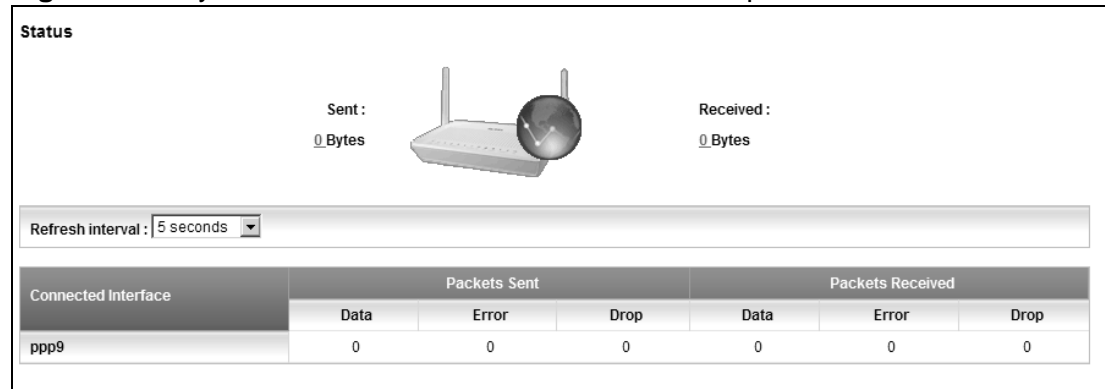 Status
Sent :
0 Bytes
Received :
0 Bytes
Refresh interval : 5 seconds
Connected Interface
Packets Sent
Packets Received
Data Error Drop Data Error Drop
ppp9 0 0 0 0 0 0